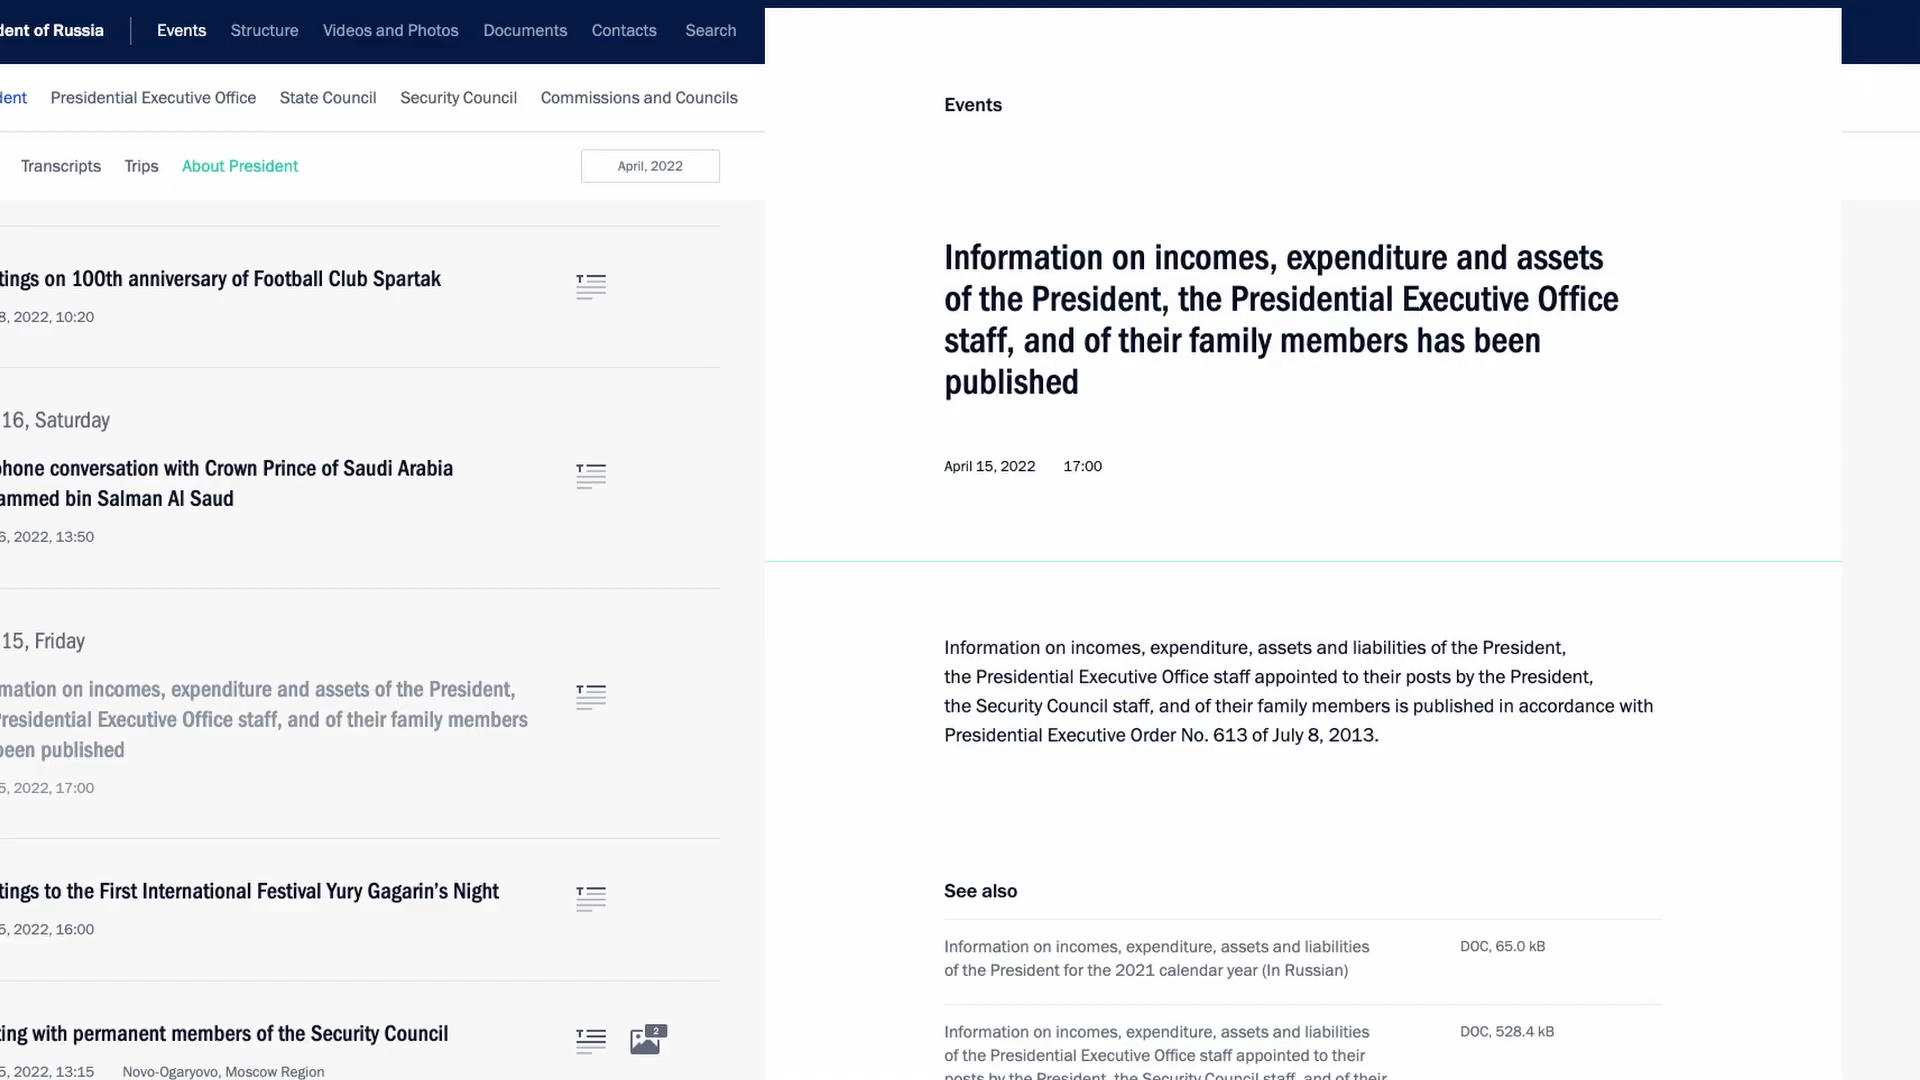 dent of Russia
Events
Structure
Videos and Photos
Documents
Contacts
Search
dent
Presidential Executive Office
State Council
Security Council
Commissions and Councils
Transcripts
Trips
About President
April, 2022
tings on 100th anniversary of Football Club Spartak
8, 2022, 10:20
16, Saturday
phone conversation with Crown Prince of Saudi Arabia
ammed bin Salman Al Saud
6, 2022, 13:50
15, Friday
mation on incomes, expenditure and assets of the President,
Presidential Executive Office staff, and of their family members
been published
5, 2022, 17:00
tings to the First International Festival Yury Gagarin's Night
5, 2022, 16:00
ting with permanent members of the Security Council
2
5, 2022, 13:15 Novo-Ogaryovo, Moscow Region
Events
Information on incomes, expenditure and assets
of the President, the Presidential Executive Office
staff, and of their family members has been
published
April 15, 2022 17:00
Information on incomes, expenditure, assets and liabilities of the President,
the Presidential Executive Office staff appointed to their posts by the President,
the Security Council staff, and of their family members is published in accordance with
Presidential Executive Order No. 613 of July 8, 2013.
See also
Information on incomes, expenditure, assets and liabilities
of the President for the 2021 calendar year (In Russian)
DOC, 65.0 kB
Information on incomes, expenditure, assets and liabilities
of the Presidential Executive Office staff appointed to their
posts by the President, the Security Council staff, and of their
DOC, 528.4 kB